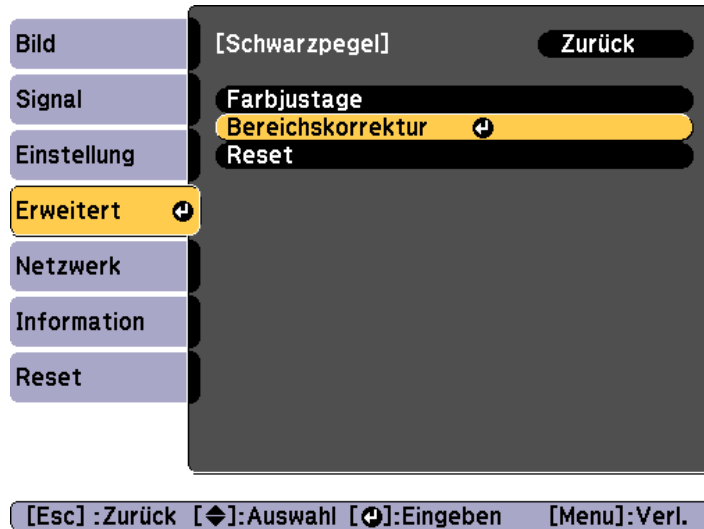 Bild
Signal
Einstellung
Erweitert
Netzwerk
Information
Reset
[Schwarzpegel] Zurück
Farbjustage
Bereichskorrektur
Reset
[Esc] :Zurück [◆]:Auswahl [⏎]:Eingeben [Menu]:Verl.